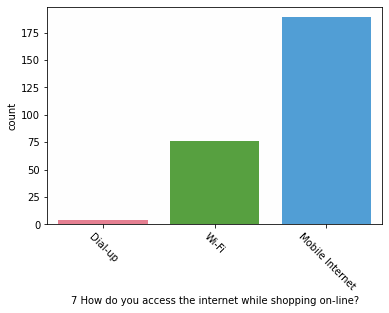 175
150
125
100
75
50
25
0
count
Dial-up
Wi-Fi
Mobile Internet
7 How do you access the internet while shopping on-line?